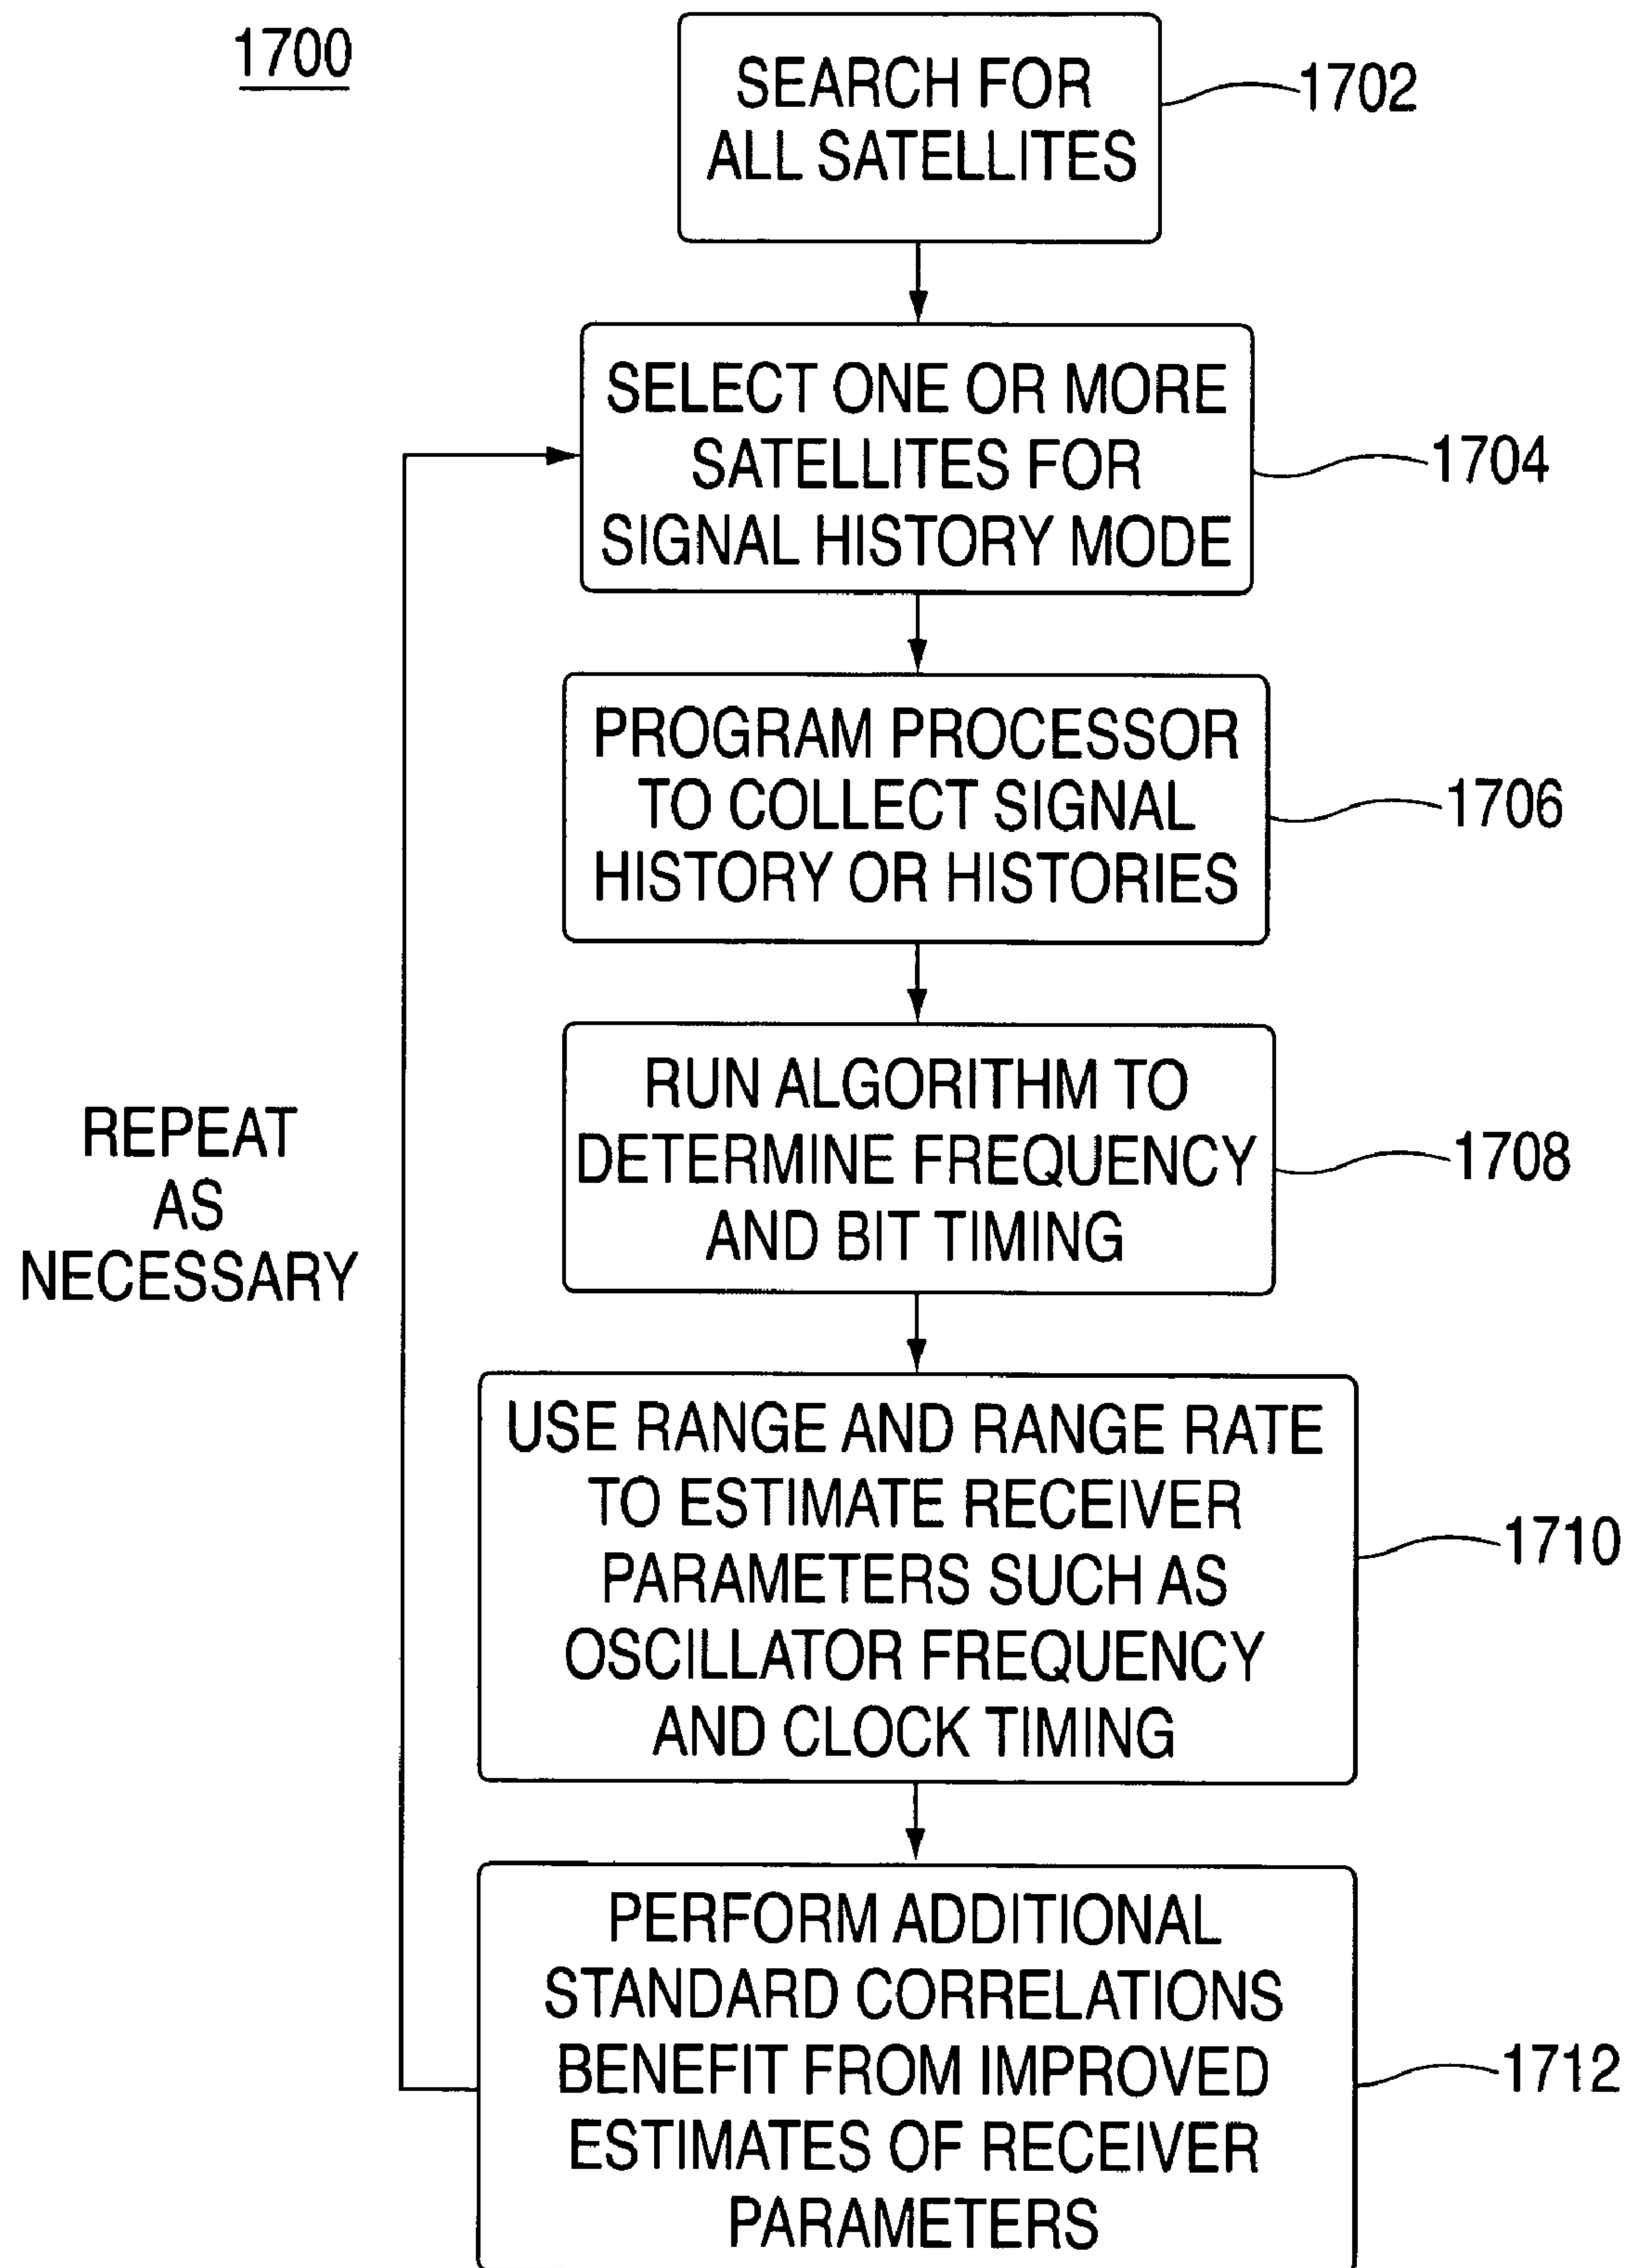 1700
SEARCH FOR
ALL SATELLITES
1702
SELECT ONE OR MORE
SATELLITES FOR
SIGNAL HISTORY MODE
1704
PROGRAM PROCESSOR
TO COLLECT SIGNAL
HISTORY OR HISTORIES
1706
RUN ALGORITHM TO
DETERMINE FREQUENCY
AND BIT TIMING
1708
REPEAT
AS
NECESSARY
USE RANGE AND RANGE RATE
TO ESTIMATE RECEIVER
PARAMETERS SUCH AS
OSCILLATOR FREQUENCY
AND CLOCK TIMING
1710
PERFORM ADDITIONAL
STANDARD CORRELATIONS
BENEFIT FROM IMPROVED
ESTIMATES OF RECEIVER
PARAMETERS
1712